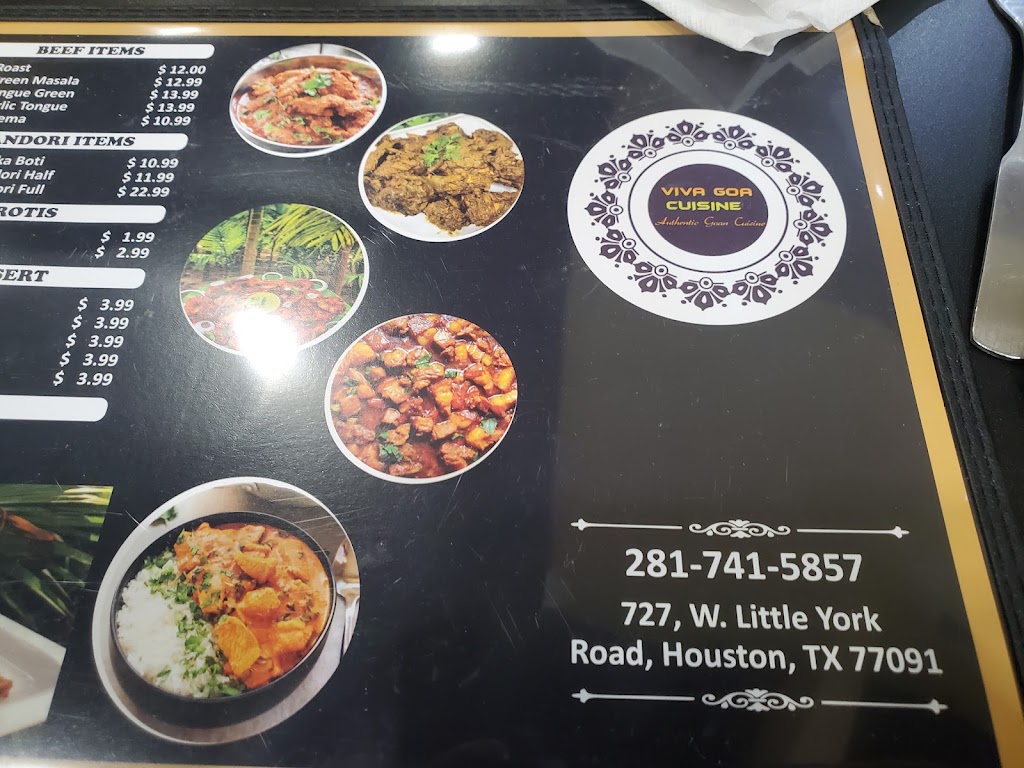 BEEF ITEMS
Roast $ 12.00
reen Masala $ 12.99
ngue Green $ 13.99
rlic Tongue $ 13.99
ema $ 10.99
ANDORI ITEMS
ka Boti $ 10.99
lori Half $ 11.99
ori Full $ 22.99
ROTIS
$ 1.99
$ 2.99
SERT
$ 3.99
$ 3.99
$ 3.99
$ 3.99
$ 3.99
VIVA GOA
CUISINE
Authentic Goan Cuisine
281-741-5857
727, W. Little York
Road, Houston, TX 77091